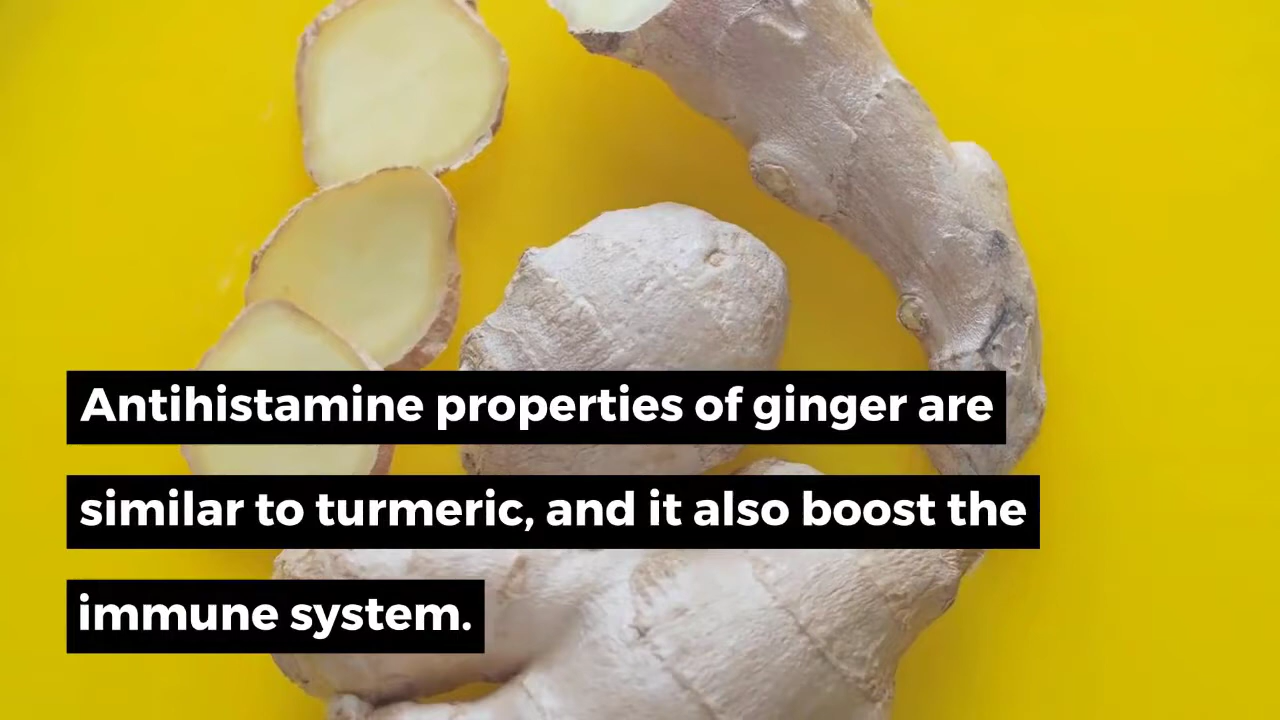 Antihistamine properties of ginger are
similar to turmeric, and it also boost the
immune system.